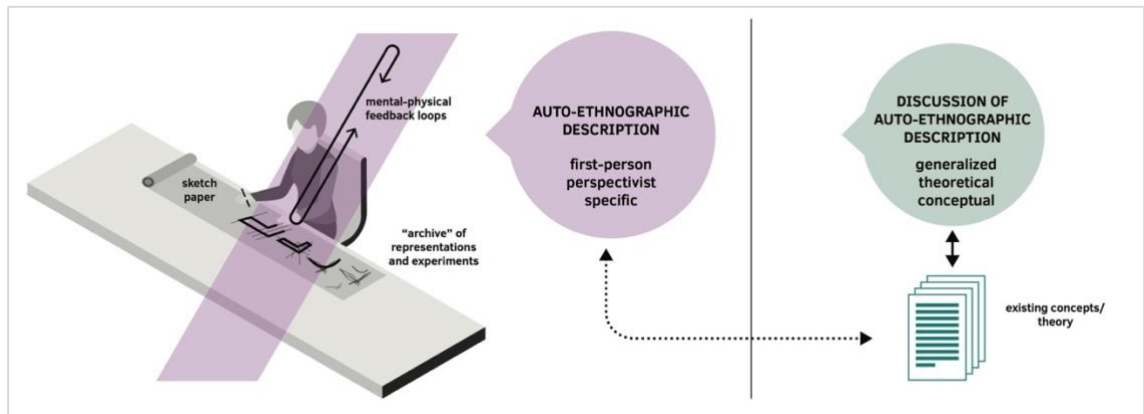 mental-physical
feedback loops
sketch
paper
“archive” of
representations
and experiments
AUTO-ETHNOGRAPHIC
DESCRIPTION
first-person
perspectivist
specific
DISCUSSION OF
AUTO-ETHNOGRAPHIC
DESCRIPTION
generalized
theoretical
conceptual
existing concepts/
theory